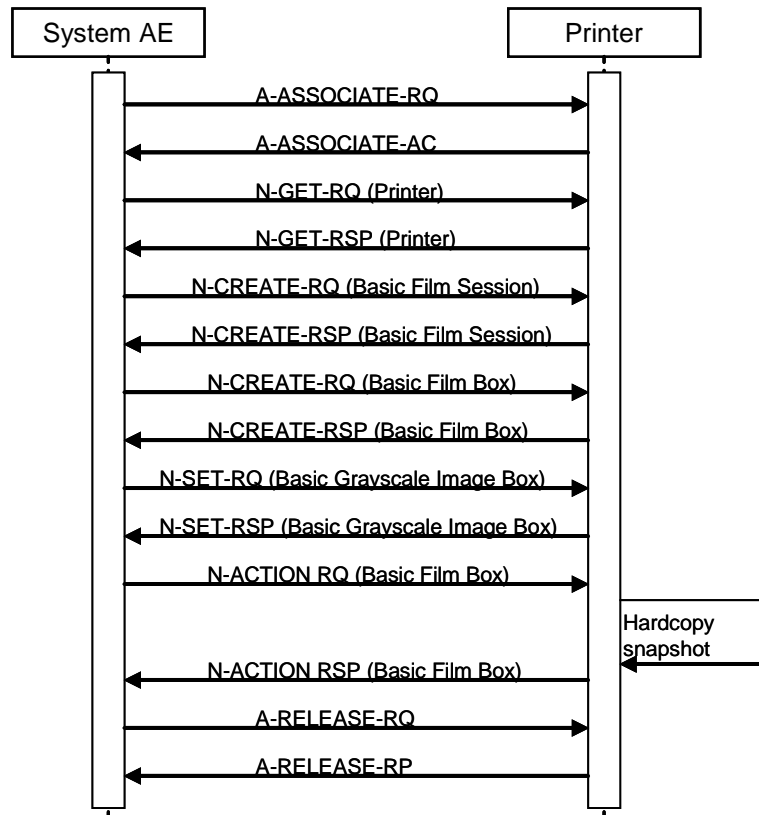 System AE
Printer
A-ASSOCIATE-RQ
A-ASSOCIATE-AC
N-GET-RQ (Printer)
N-GET-RSP (Printer)
N-CREATE-RQ (Basic Film Session)
N-CREATE-RSP (Basic Film Session)
N-CREATE-RQ (Basic Film Box)
N-CREATE-RSP (Basic Film Box)
N-SET-RQ (Basic Grayscale Image Box)
N-SET-RSP (Basic Grayscale Image Box)
N-ACTION RQ (Basic Film Box)
Hardcopy
snapshot
N-ACTION RSP (Basic Film Box)
A-RELEASE-RQ
A-RELEASE-RP